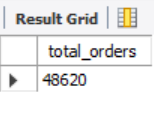 Result Grid
total_orders
48620